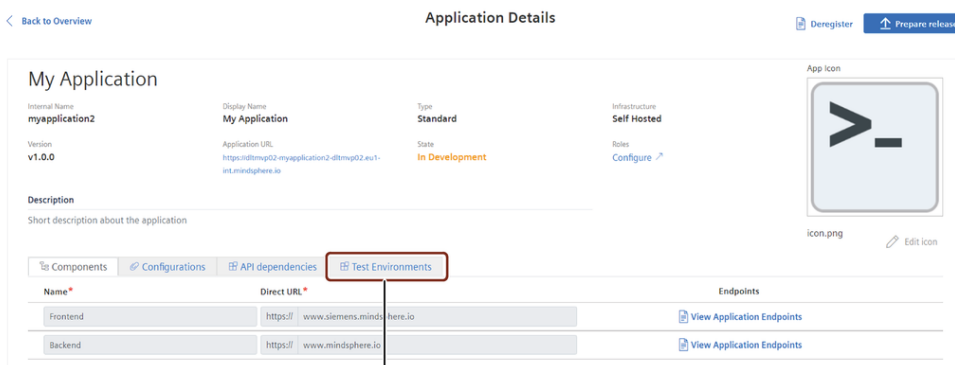 Back to Overview
Application Details
Deregister
Prepare release
My Application
App Icon
Internal Name
myapplication2
Display Name
My Application
Type
Standard
Infrastructure
Self Hosted
Version
v1.0.0
Application URL
https://dltmvp02-myapplication2-dltmvp02.eu1-
int.mindsphere.io
State
In Development
Roles
Configure
>_
Description
Short description about the application
icon.png
Edit icon
Components
Configurations
API dependencies
Test Environments
Name*
Direct URL*
Endpoints
Frontend
https://
www.siemens.mindsphere.io
View Application Endpoints
Backend
https://
www.mindsphere.io
View Application Endpoints